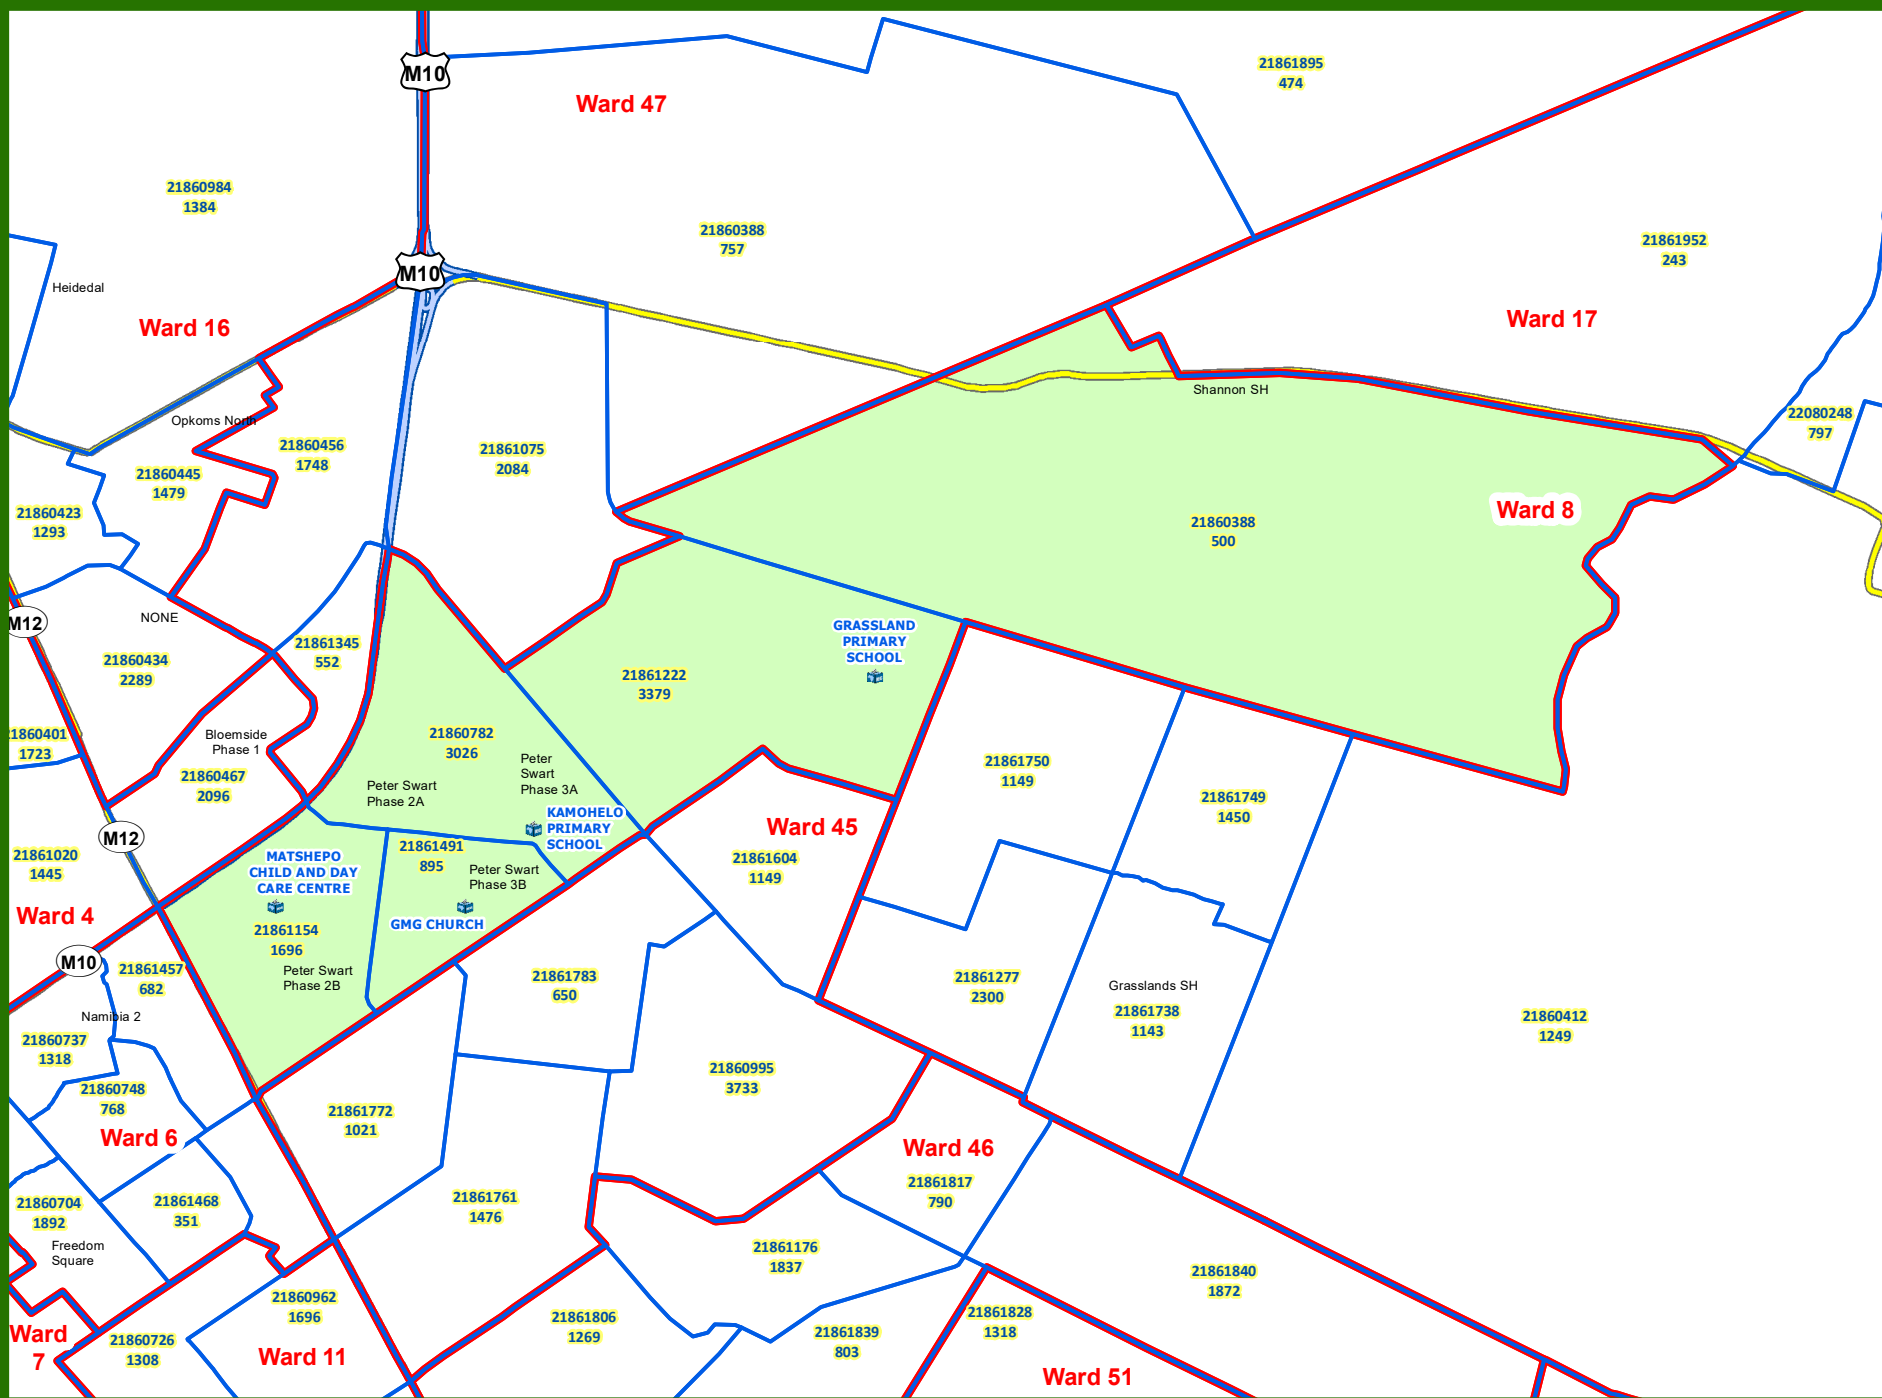 M10
21861895
474
Ward 47
21860984
1384
21860388
757
21861952
243
M10
Heidedal
Ward 16
Ward 17
Shannon SH
22080248
797
Opkoms North
21860456
1748
21861075
2084
21860445
1479
21860423
1293
Ward 8
21860388
500
M12
NONE
21860434
2289
21861345
552
GRASSLAND
PRIMARY
SCHOOL
21861222
3379
21860401
1723
Bloemside
Phase 1
21860467
2096
21860782
3026
Peter
Swart
Phase 3A
Peter Swart
Phase 2A
21861750
1149
21861749
1450
KAMOHELO
PRIMARY
SCHOOL
Ward 45
M12
21861020
1445
MATSHEPO
CHILD AND DAY
CARE CENTRE
21861491
895
Peter Swart
Phase 3B
21861604
1149
Ward 4
GMG CHURCH
21861154
1696
Peter Swart
Phase 2B
M10
21861457
682
21861783
650
21861277
2300
Grasslands SH
21861738
1143
21860412
1249
Namibia 2
21860737
1318
21860748
768
21860995
3733
21861772
1021
Ward 6
Ward 46
21861817
790
21860704
1892
21861468
351
21861761
1476
Freedom
Square
21861176
1837
21861840
1872
21860962
1696
21861806
1269
21861839
803
21861828
1318
Ward
7
21860726
1308
Ward 11
Ward 51